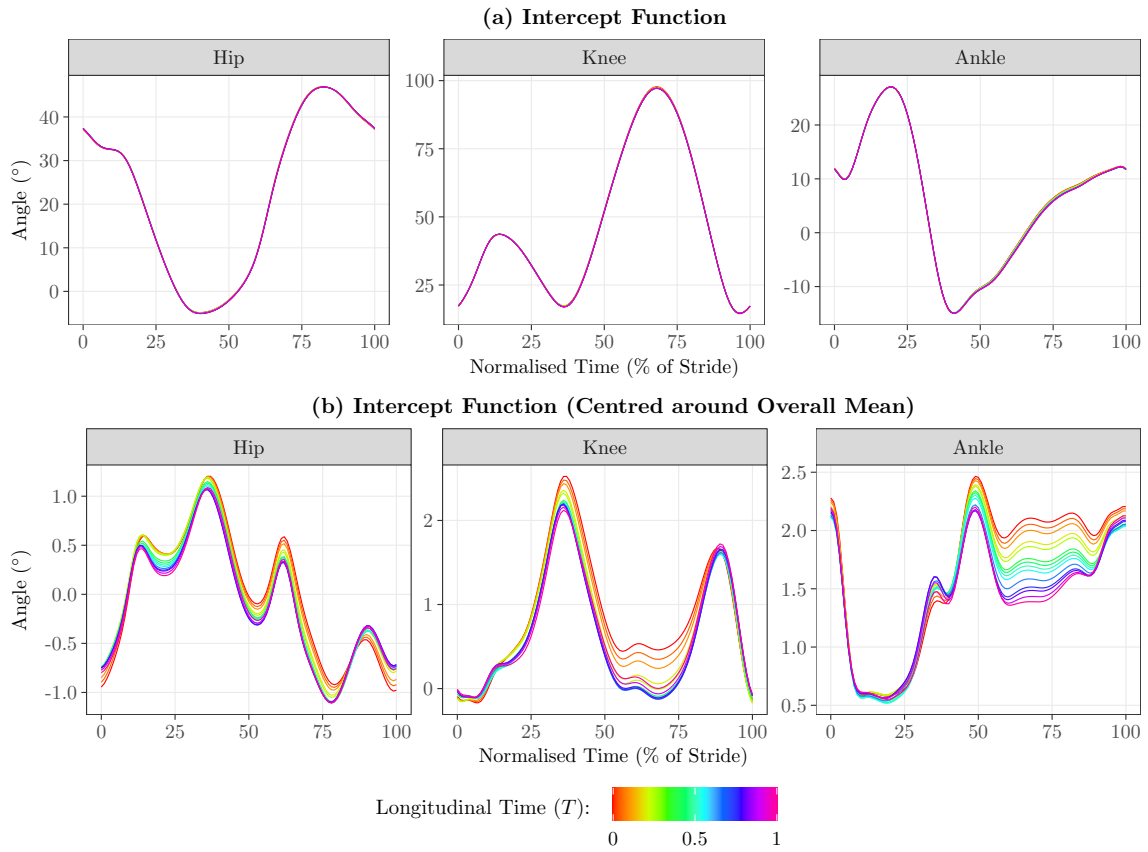 (a) Intercept Function
Hip Knee Ankle
Angle (°)
40
30
20
10
0
0 25 50 75 100
100
75
50
25
0 25 50 75 100
20
10
0
-10
0 25 50 75 100
Normalised Time (% of Stride)
(b) Intercept Function (Centred around Overall Mean)
Hip Knee Ankle
Angle (°)
1.0
0.5
0.0
-0.5
-1.0
0 25 50 75 100
2
1
0
0 25 50 75 100
2.5
2.0
1.5
1.0
0.5
0 25 50 75 100
Normalised Time (% of Stride)
Longitudinal Time (T):
0 0.5 1